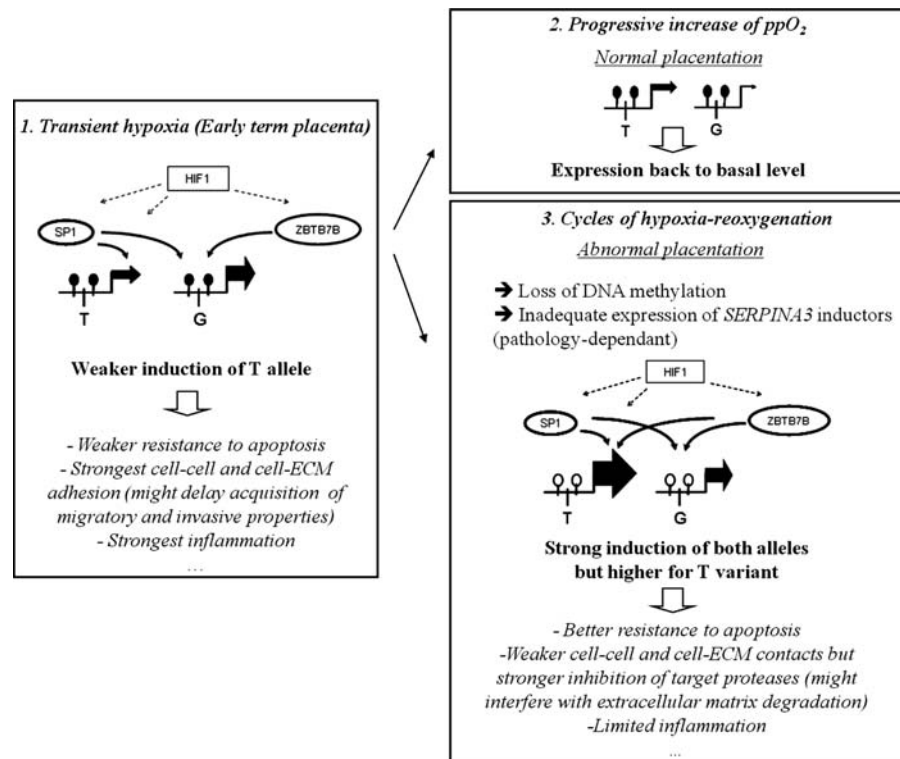 1. Transient hypoxia (Early term placenta)
HIF1
SP1
ZBTB7B
T
G
Weaker induction of T allele
- Weaker resistance to apoptosis
- Strongest cell-cell and cell-ECM
adhesion (might delay acquisition of
migratory and invasive properties)
- Strongest inflammation
...
2. Progressive increase of ppO₂
Normal placentation
T
G
Expression back to basal level
3. Cycles of hypoxia-reoxygenation
Abnormal placentation
➔ Loss of DNA methylation
➔ Inadequate expression of SERPINA3 inductors
(pathology-dependant)
HIF1
SP1
ZBTB7B
T
G
Strong induction of both alleles
but higher for T variant
- Better resistance to apoptosis
-Weaker cell-cell and cell-ECM contacts but
stronger inhibition of target proteases (might
interfere with extracellular matrix degradation)
-Limited inflammation
...